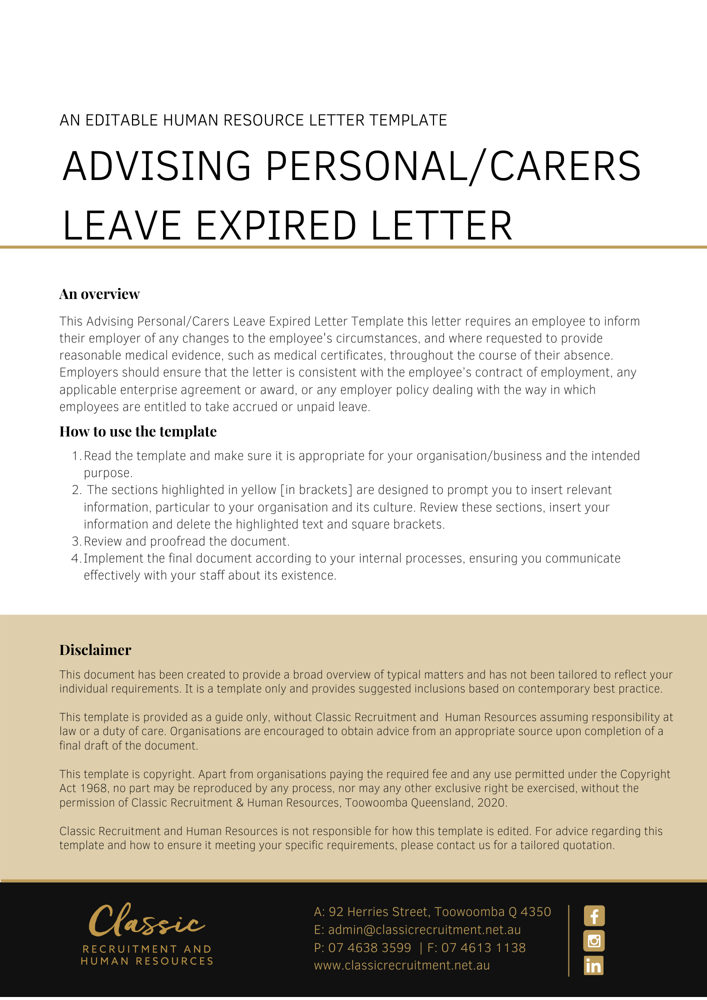 AN EDITABLE HUMAN RESOURCE LETTER TEMPLATE
ADVISING PERSONAL/CARERS
LEAVE EXPIRED LETTER
An overview
This Advising Personal/Carers Leave Expired Letter Template this letter requires an employee to inform
their employer of any changes to the employee's circumstances, and where requested to provide
reasonable medical evidence, such as medical certificates, throughout the course of their absence.
Employers should ensure that the letter is consistent with the employee’s contract of employment, any
applicable enterprise agreement or award, or any employer policy dealing with the way in which
employees are entitled to take accrued or unpaid leave.
How to use the template
1. Read the template and make sure it is appropriate for your organisation/business and the intended
purpose.
2. The sections highlighted in yellow [in brackets] are designed to prompt you to insert relevant
information, particular to your organisation and its culture. Review these sections, insert your
information and delete the highlighted text and square brackets.
3. Review and proofread the document.
4. Implement the final document according to your internal processes, ensuring you communicate
effectively with your staff about its existence.
Disclaimer
This document has been created to provide a broad overview of typical matters and has not been tailored to reflect your
individual requirements. It is a template only and provides suggested inclusions based on contemporary best practice.
This template is provided as a guide only, without Classic Recruitment and Human Resources assuming responsibility at
law or a duty of care. Organisations are encouraged to obtain advice from an appropriate source upon completion of a
final draft of the document.
This template is copyright. Apart from organisations paying the required fee and any use permitted under the Copyright
Act 1968, no part may be reproduced by any process, nor may any other exclusive right be exercised, without the
permission of Classic Recruitment & Human Resources, Toowoomba Queensland, 2020.
Classic Recruitment and Human Resources is not responsible for how this template is edited. For advice regarding this
template and how to ensure it meeting your specific requirements, please contact us for a tailored quotation.
Classic
RECRUITMENT AND
HUMAN RESOURCES
A: 92 Herries Street, Toowoomba Q 4350
E: admin@classicrecruitment.net.au
P: 07 4638 3599 | F: 07 4613 1138
www.classicrecruitment.net.au